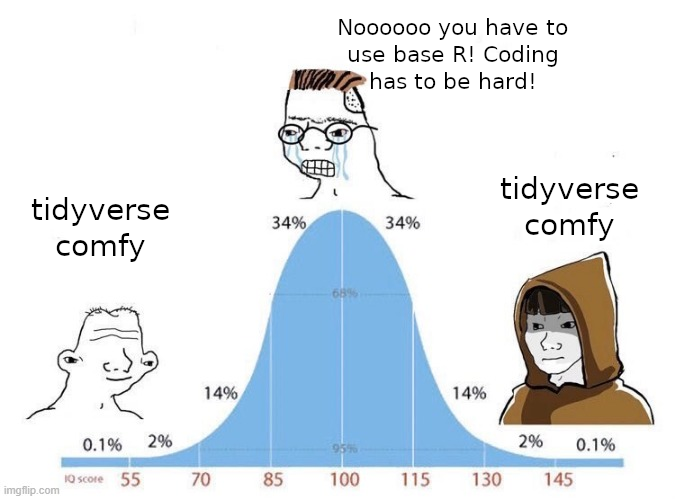 Noooooo you have to
use base R! Coding
has to be hard!
tidyverse
comfy
tidyverse
comfy
34% 34%
68%
14% 14%
95%
0.1% 2% 2% 0.1%
IQ score 55 70 85 100 115 130 145
imgflip.com